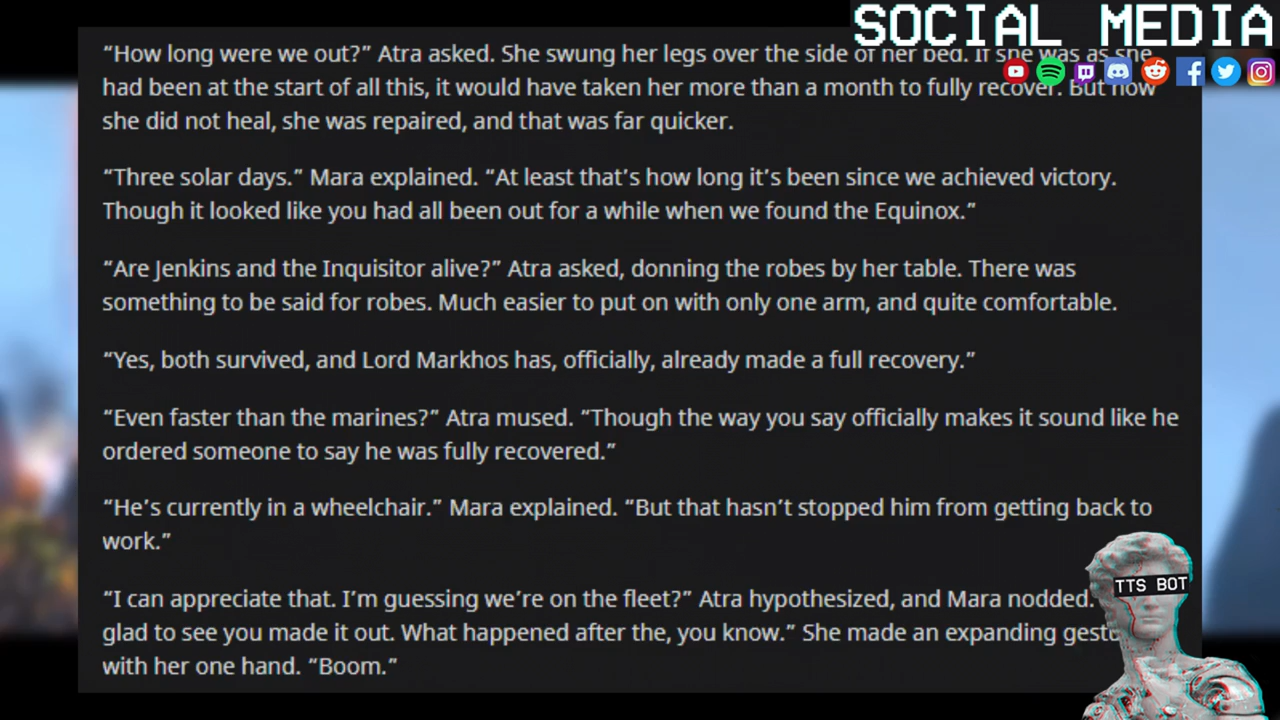 SOCIAL MEDIA
“How long were we out?” Atra asked. She swung her legs over the side of her bed. If she was as she
had been at the start of all this, it would have taken her more than a month to fully recover. But now
she did not heal, she was repaired, and that was far quicker.
“Three solar days.” Mara explained. “At least that’s how long it’s been since we achieved victory.
Though it looked like you had all been out for a while when we found the Equinox.”
“Are Jenkins and the Inquisitor alive?” Atra asked, donning the robes by her table. There was
something to be said for robes. Much easier to put on with only one arm, and quite comfortable.
“Yes, both survived, and Lord Markhos has, officially, already made a full recovery.”
“Even faster than the marines?” Atra mused. “Though the way you say officially makes it sound like he
ordered someone to say he was fully recovered.”
“He’s currently in a wheelchair.” Mara explained. “But that hasn’t stopped him from getting back to
work.”
“I can appreciate that. I’m guessing we’re on the fleet?” Atra hypothesized, and Mara nodded.
glad to see you made it out. What happened after the, you know.” She made an expanding
with her one hand. “Boom.”
TTS BOT